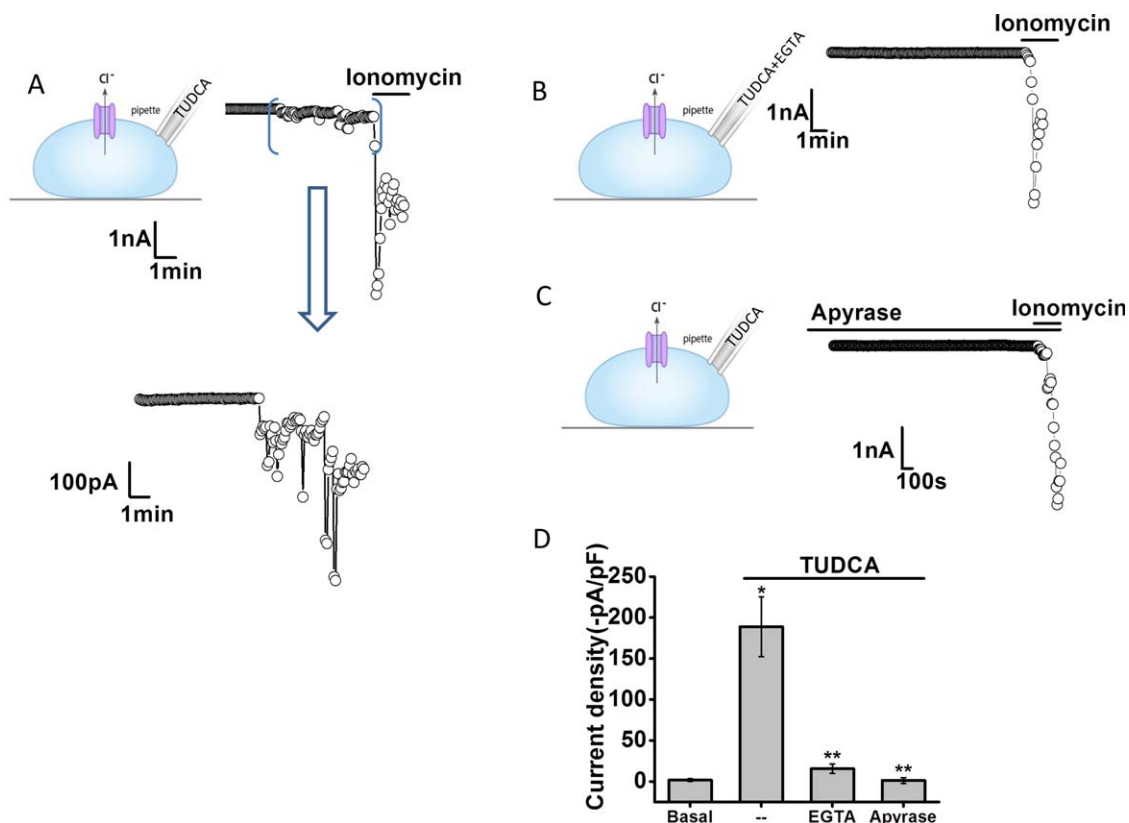 A
Cl⁻
pipette
TUDCA
Ionomycin
1nA
1min
100pA
1min
B
Cl⁻
pipette
TUDCA+EGTA
Ionomycin
1nA
1min
C
Cl⁻
pipette
TUDCA
Apyrase
Ionomycin
1nA
100s
D
TUDCA
Current density(-pA/pF)
250
200
150
100
50
0
*
**
**
Basal
--
EGTA
Apyrase